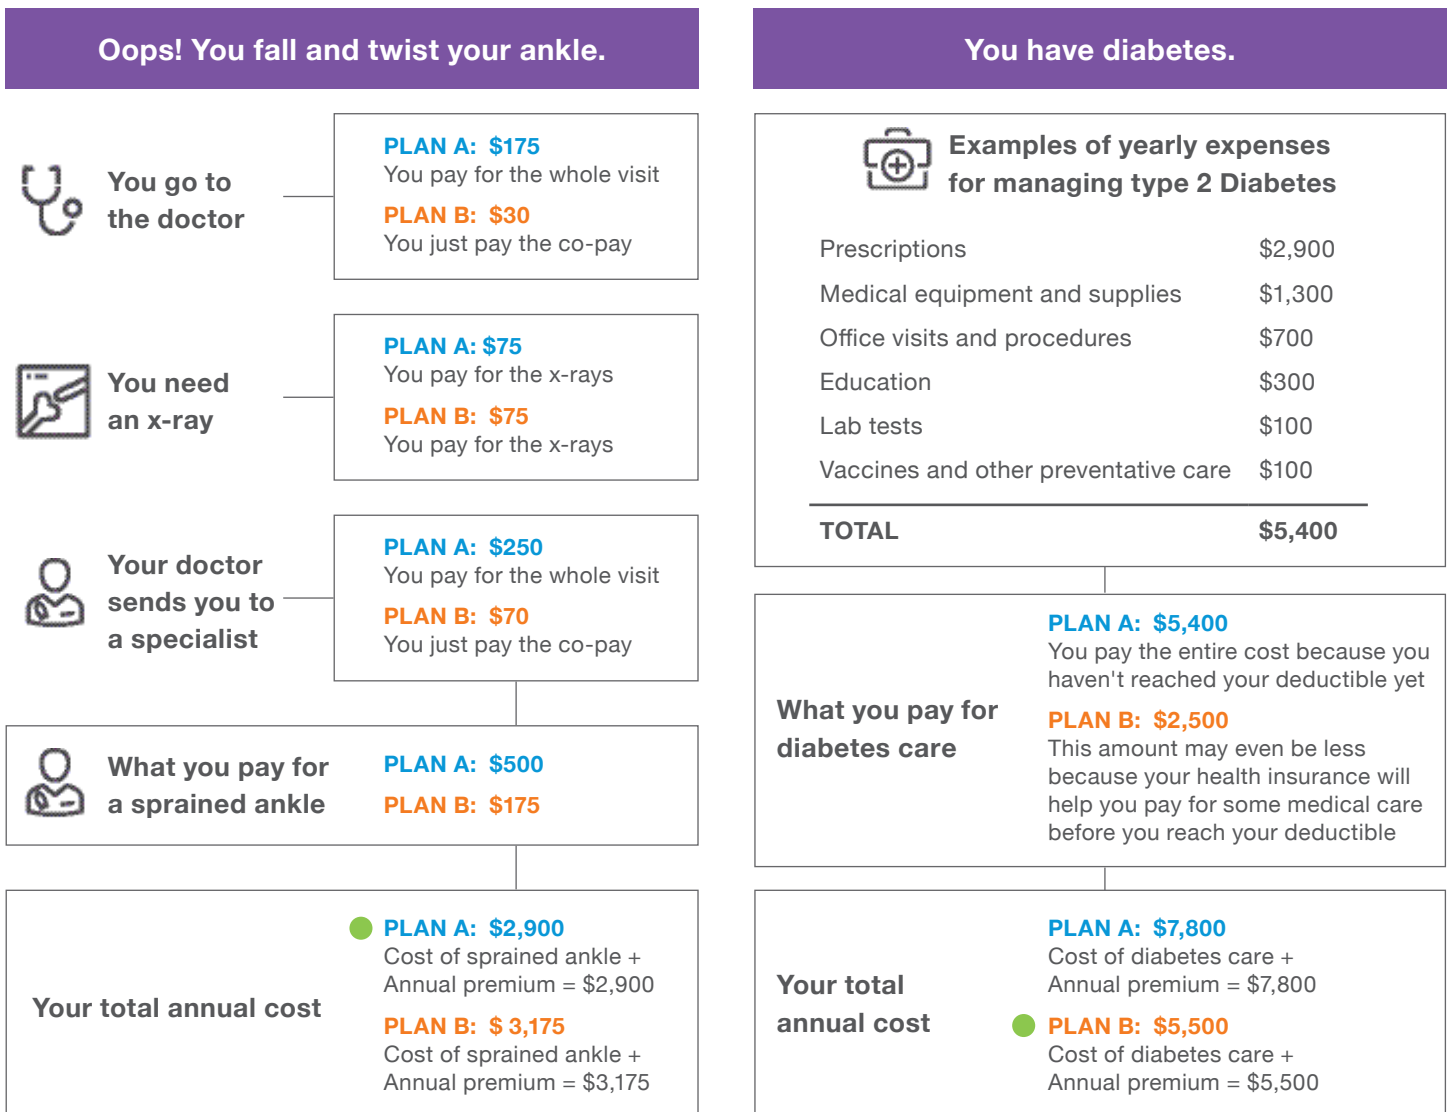 Oops! You fall and twist your ankle.
You go to
the doctor
PLAN A: $175
You pay for the whole visit
PLAN B: $30
You just pay the co-pay
You need
an x-ray
PLAN A: $75
You pay for the x-rays
PLAN B: $75
You pay for the x-rays
Your doctor
sends you to
a specialist
PLAN A: $250
You pay for the whole visit
PLAN B: $70
You just pay the co-pay
What you pay for
a sprained ankle
PLAN A: $500
PLAN B: $175
Your total annual cost
PLAN A: $2,900
Cost of sprained ankle +
Annual premium = $2,900
PLAN B: $ 3,175
Cost of sprained ankle +
Annual premium = $3,175
You have diabetes.
Examples of yearly expenses
for managing type 2 Diabetes
Prescriptions $2,900
Medical equipment and supplies $1,300
Office visits and procedures $700
Education $300
Lab tests $100
Vaccines and other preventative care $100
TOTAL $5,400
What you pay for
diabetes care
PLAN A: $5,400
You pay the entire cost because you
haven't reached your deductible yet
PLAN B: $2,500
This amount may even be less
because your health insurance will
help you pay for some medical care
before you reach your deductible
Your total
annual cost
PLAN A: $7,800
Cost of diabetes care +
Annual premium = $7,800
PLAN B: $5,500
Cost of diabetes care +
Annual premium = $5,500